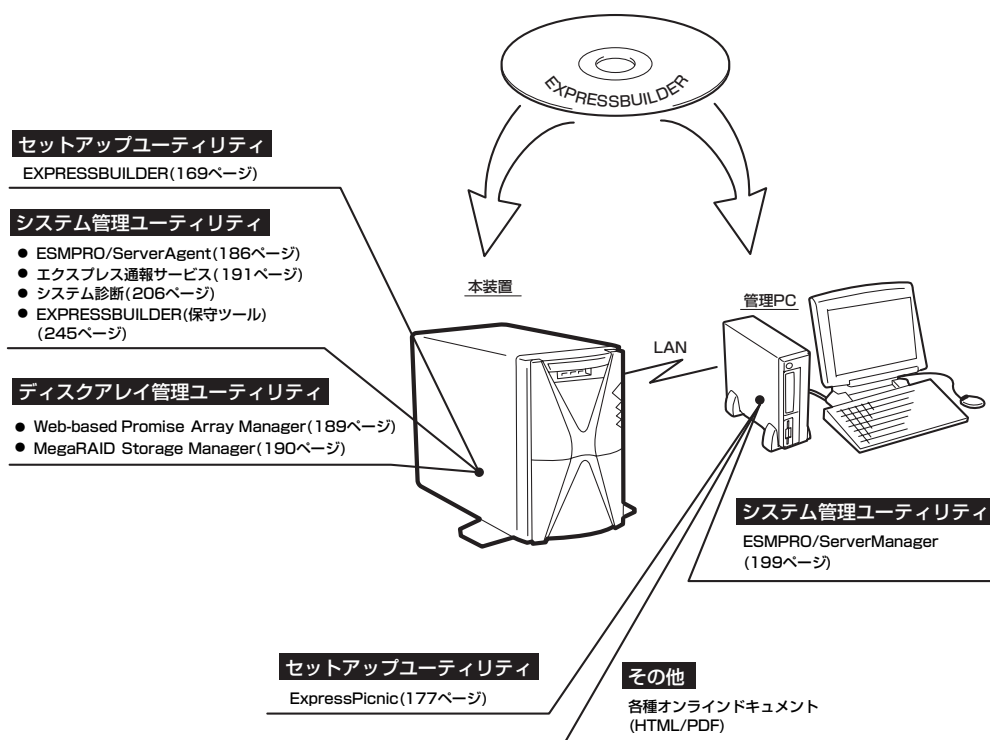 EXPRESSBUILDER
セットアップユーティリティ
EXPRESSBUILDER(169ページ)
システム管理ユーティリティ
● ESMPRO/ServerAgent(186ページ)
● エクスプレス通報サービス(191ページ)
● システム診断(206ページ)
● EXPRESSBUILDER(保守ツール)
(245ページ)
ディスクアレイ管理ユーティリティ
● Web-based Promise Array Manager(189ページ)
● MegaRAID Storage Manager(190ページ)
本装置
LAN
管理PC
システム管理ユーティリティ
ESMPRO/ServerManager
(199ページ)
セットアップユーティリティ
ExpressPicnic(177ページ)
その他
各種オンラインドキュメント
(HTML/PDF)